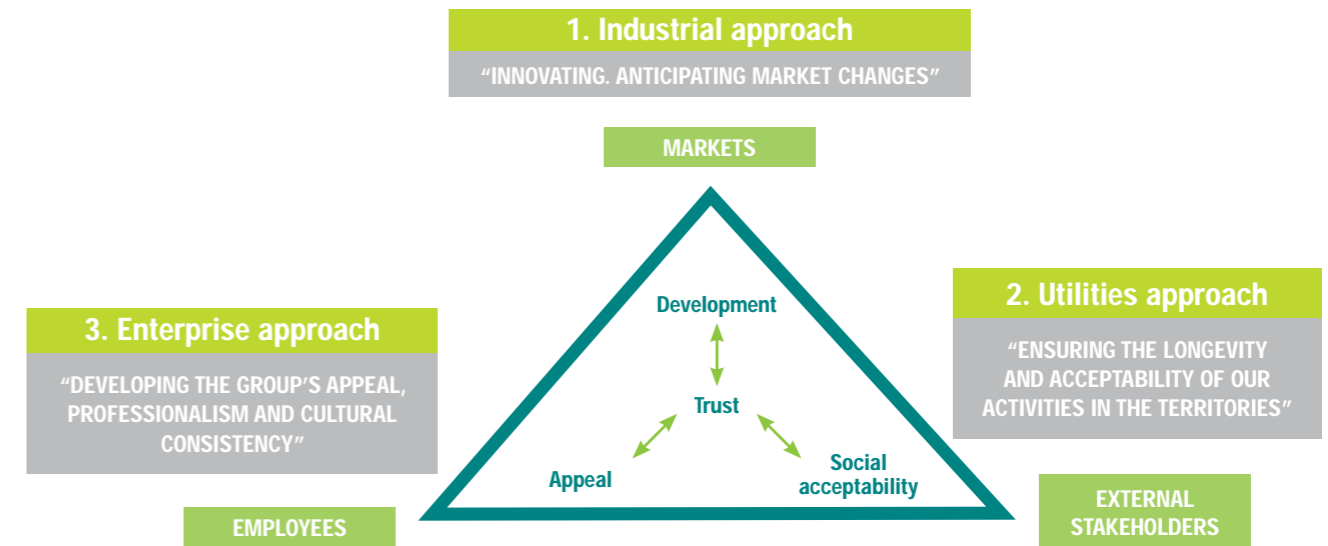 1. Industrial approach
“INNOVATING. ANTICIPATING MARKET CHANGES”
MARKETS
Development
Trust
Appeal
Social
acceptability
2. Utilities approach
“ENSURING THE LONGEVITY
AND ACCEPTABILITY OF OUR
ACTIVITIES IN THE TERRITORIES”
EXTERNAL
STAKEHOLDERS
3. Enterprise approach
“DEVELOPING THE GROUP’S APPEAL,
PROFESSIONALISM AND CULTURAL
CONSISTENCY”
EMPLOYEES